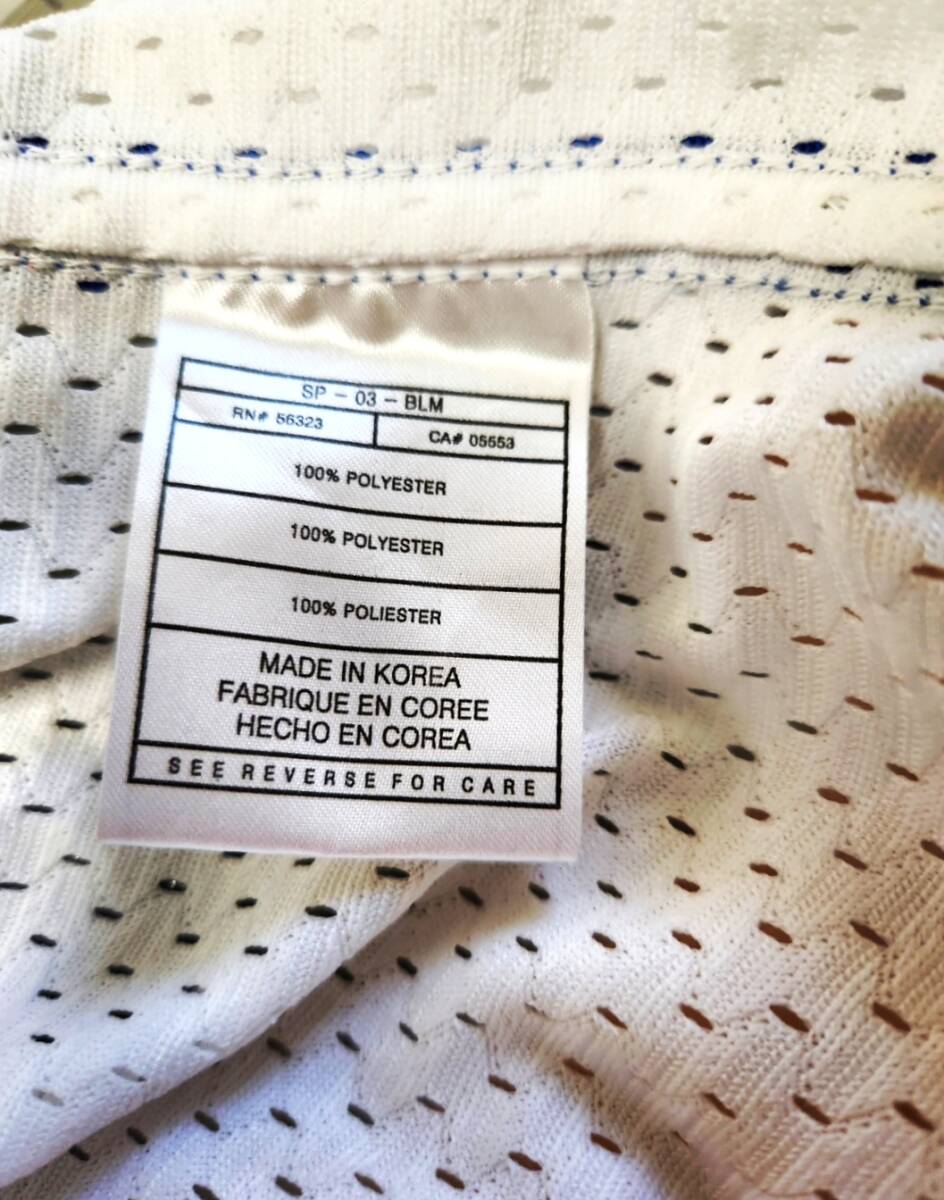 SP - 03 - BLM
RN# 56323
CA# 05553
100% POLYESTER
100% POLYESTER
100% POLIESTER
MADE IN KOREA
FABRIQUE EN COREE
HECHO EN COREA
SEE REVERSE FOR CARE